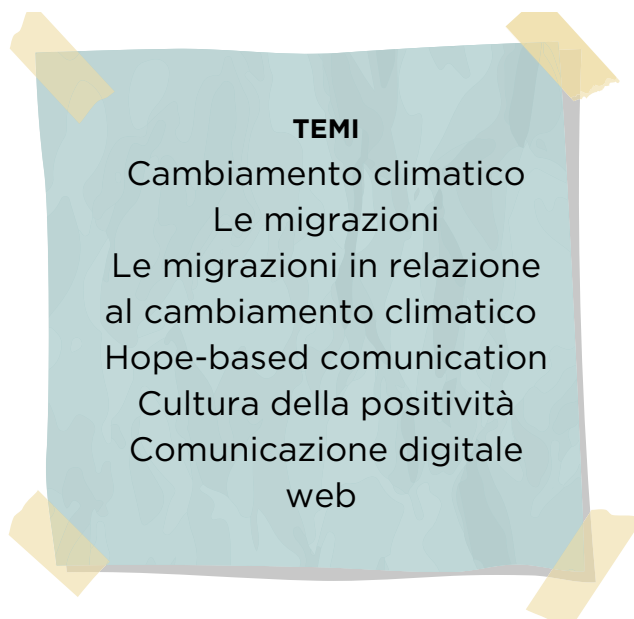 TEMI
Cambiamento climatico
Le migrazioni
Le migrazioni in relazione
al cambiamento climatico
Hope-based comunication
Cultura della positività
Comunicazione digitale
web